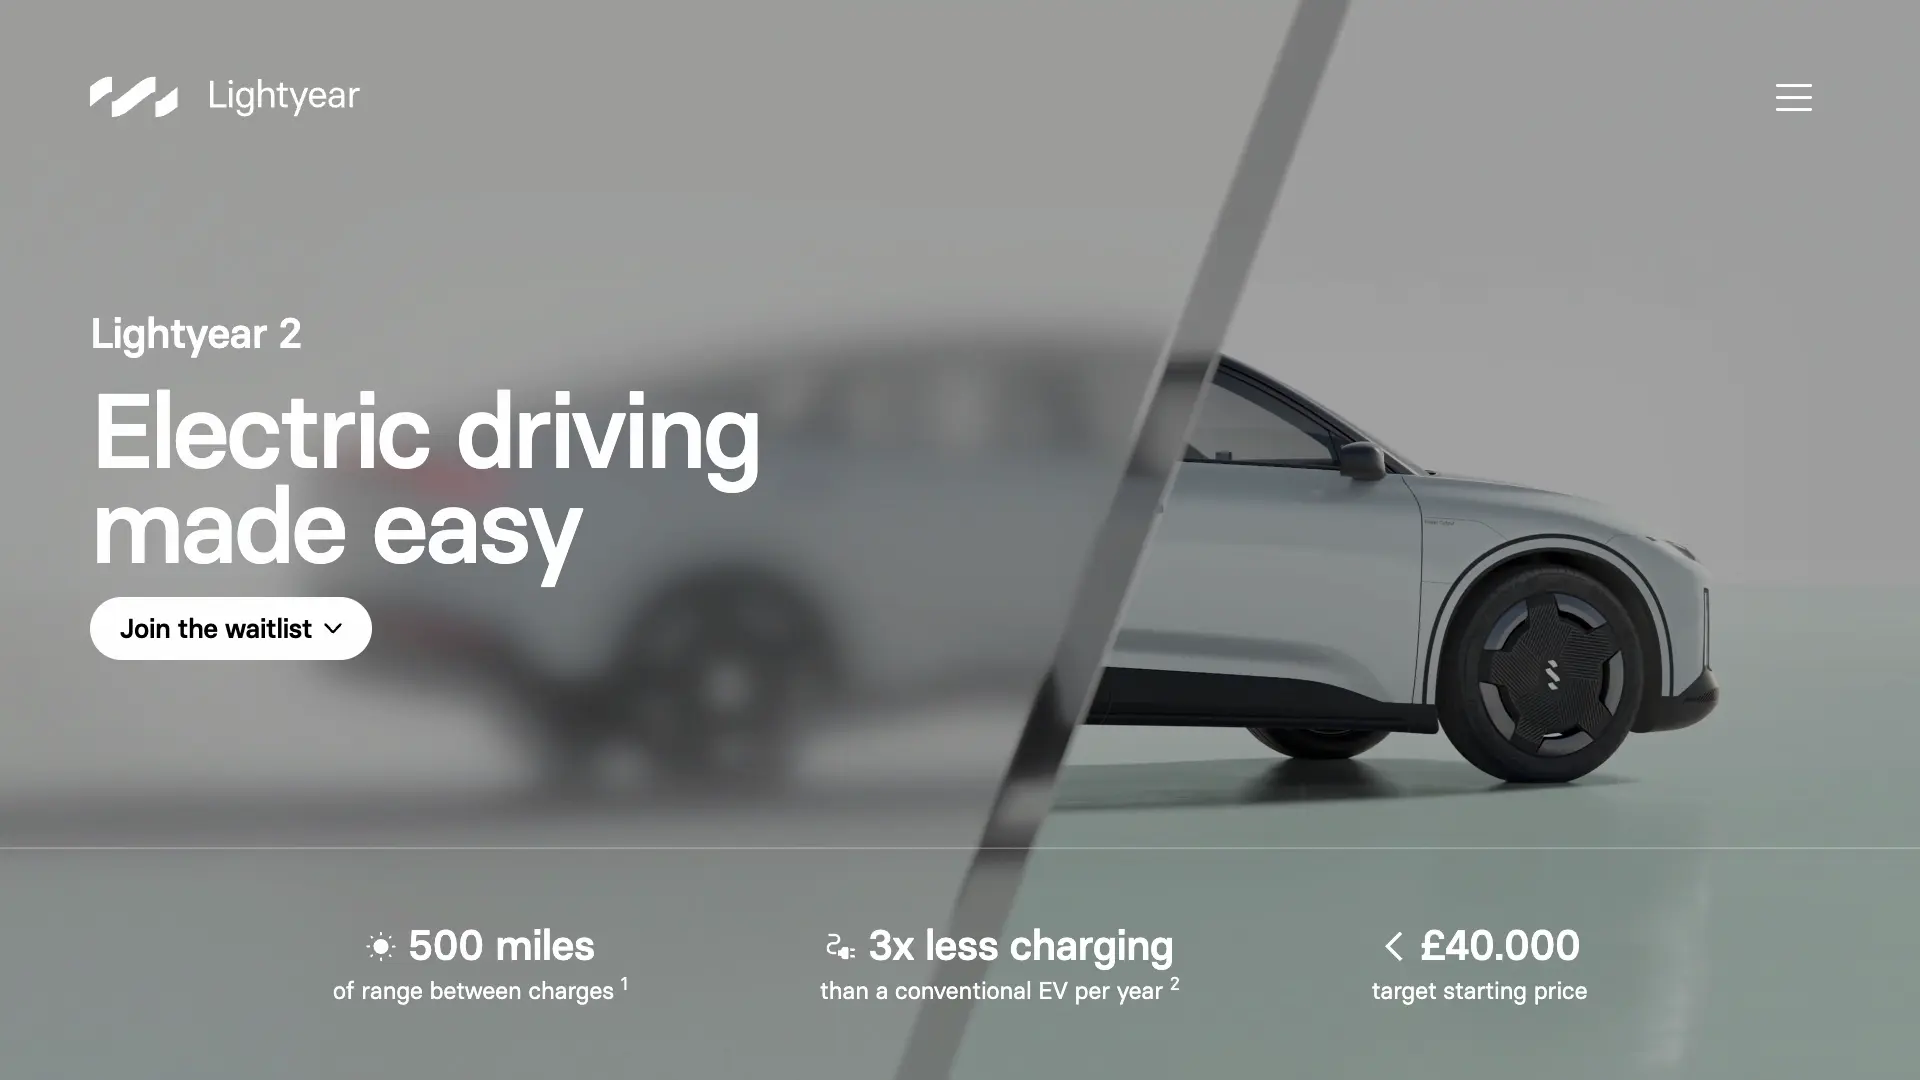 Lightyear
Lightyear 2
Electric driving
made easy
Join the waitlist
500 miles
of range between charges 1
3x less charging
than a conventional EV per year 2
< £40.000
target starting price